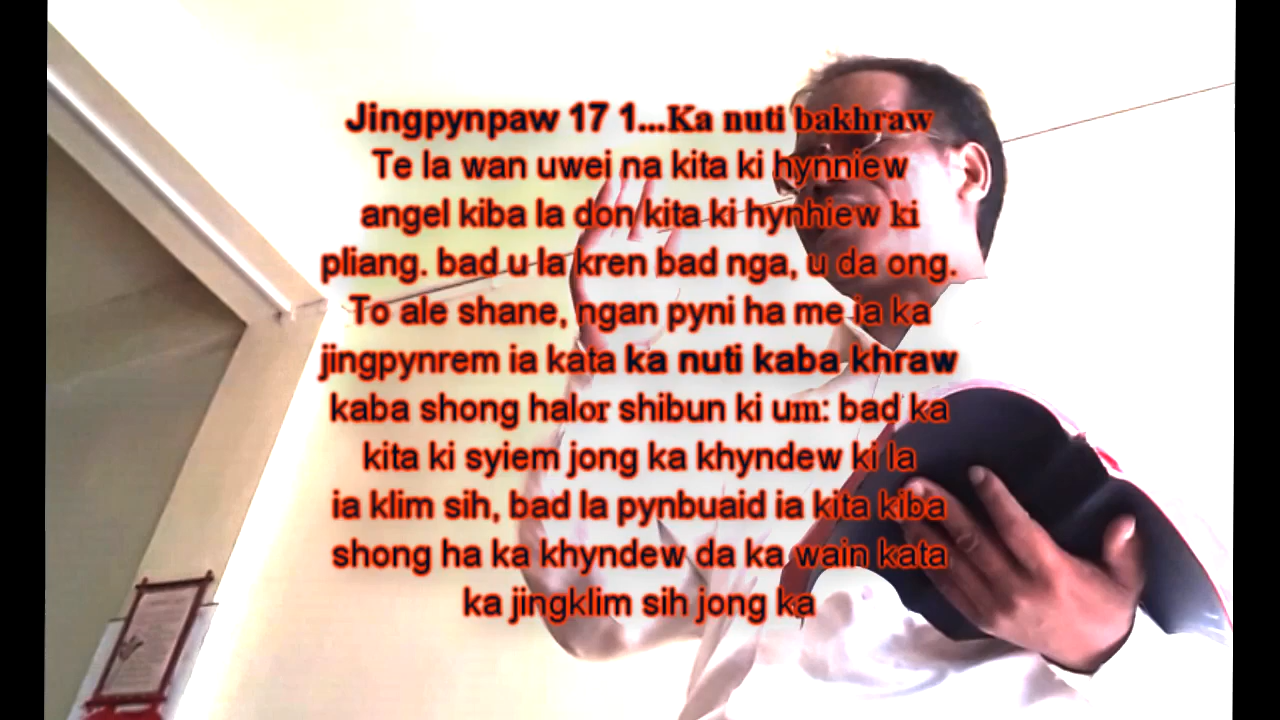 Jingpynpaw 17 1...Ka nuti bakhraw
Te la wan uwei na kita ki hynniew
angel kiba la don kita ki hynhiew ki
pliang. bad u la kren bad nga, u da ong.
To ale shane, ngan pyni ha me ia ka
jingpynrem ia kata ka nuti kaba khraw
kaba shong halor shibun ki um: bad ka
kita ki syiem jong ka khyndew ki la
ia klim sih, bad la pynbuaid ia kita kiba
shong ha ka khyndew da ka wain kata
ka jingklim sih jong ka